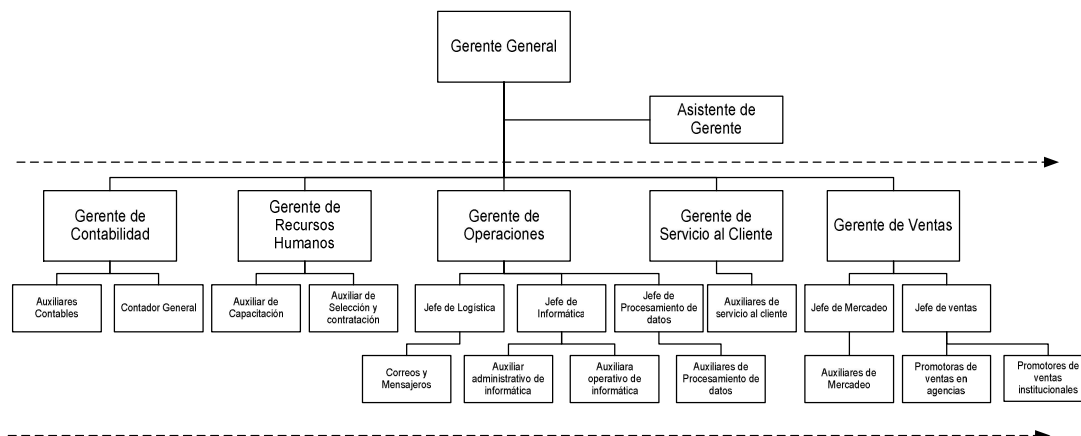 Gerente General
Asistente de
Gerente
Gerente de
Contabilidad
Gerente de
Recursos
Humanos
Gerente de
Operaciones
Gerente de
Servicio al Cliente
Gerente de Ventas
Auxiliares
Contables
Contador General
Auxiliar de
Capacitación
Auxiliar de
Selección y
contratación
Jefe de Logística
Jefe de
Informática
Jefe de
Procesamiento de
datos
Auxiliares de
servicio al cliente
Jefe de Mercadeo
Jefe de ventas
Correos y
Mensajeros
Auxiliar
administrativo de
informática
Auxiliara
operativo de
informática
Auxiliares de
Procesamiento de
datos
Auxiliares de
Mercadeo
Promotoras de
ventas en
agencias
Promotores de
ventas
institucionales